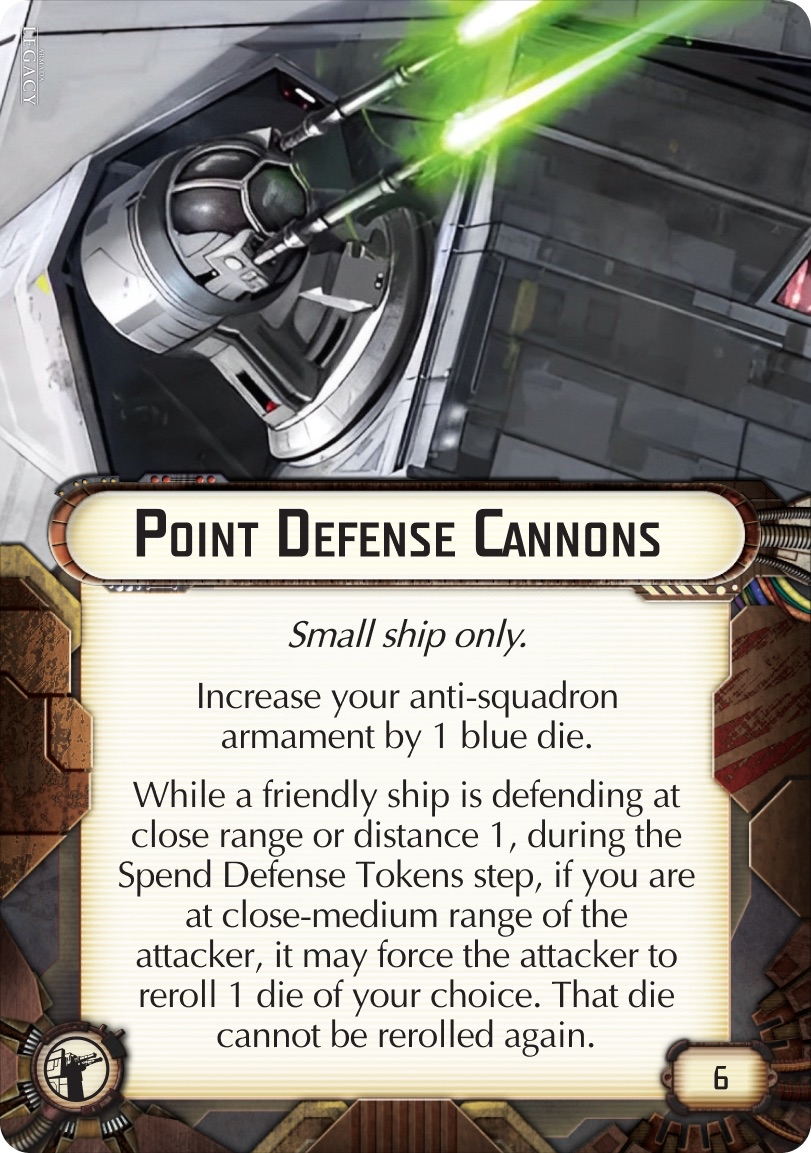 LEGACY
Point Defense Cannons
Small ship only.
Increase your anti-squadron
armament by 1 blue die.
While a friendly ship is defending at
close range or distance 1, during the
Spend Defense Tokens step, if you are
at close-medium range of the
attacker, it may force the attacker to
reroll 1 die of your choice. That die
cannot be rerolled again.
6